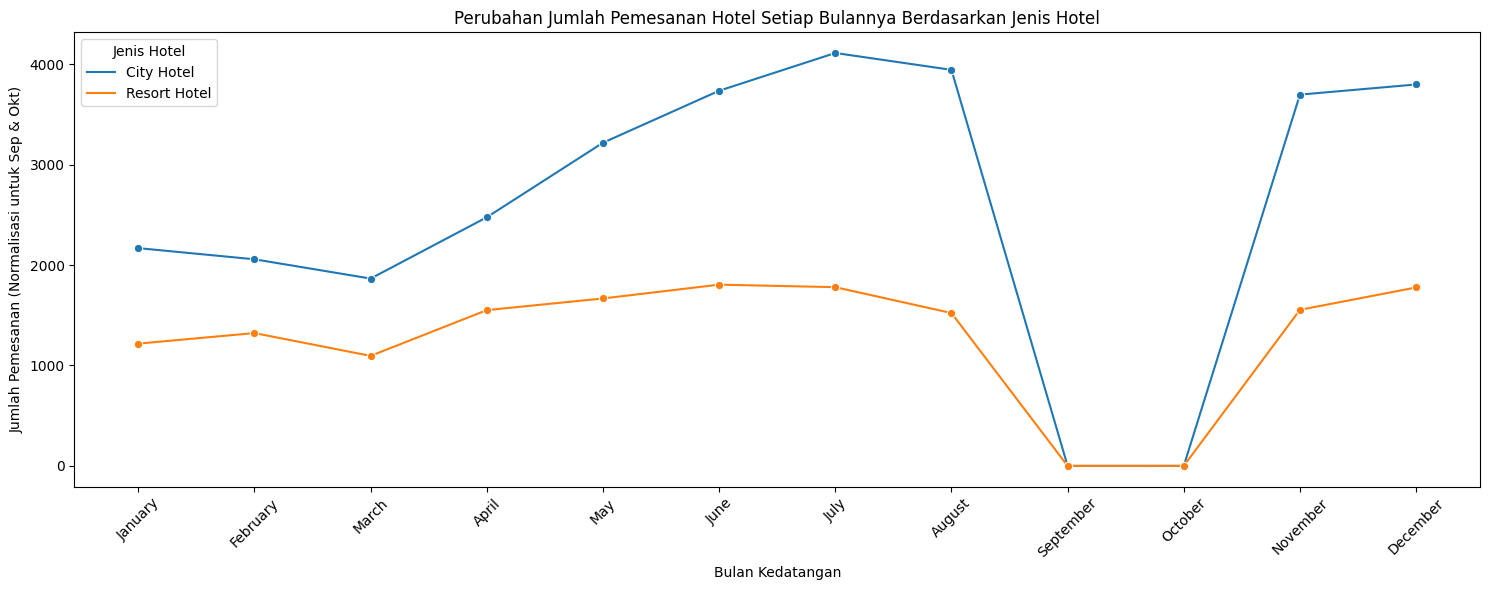 Perubahan Jumlah Pemesanan Hotel Setiap Bulannya Berdasarkan Jenis Hotel
Jenis Hotel
City Hotel
Resort Hotel
Jumlah Pemesanan (Normalisasi untuk Sep & Okt)
4000
3000
2000
1000
0
January
February
March
April
May
June
July
August
September
October
November
December
Bulan Kedatangan